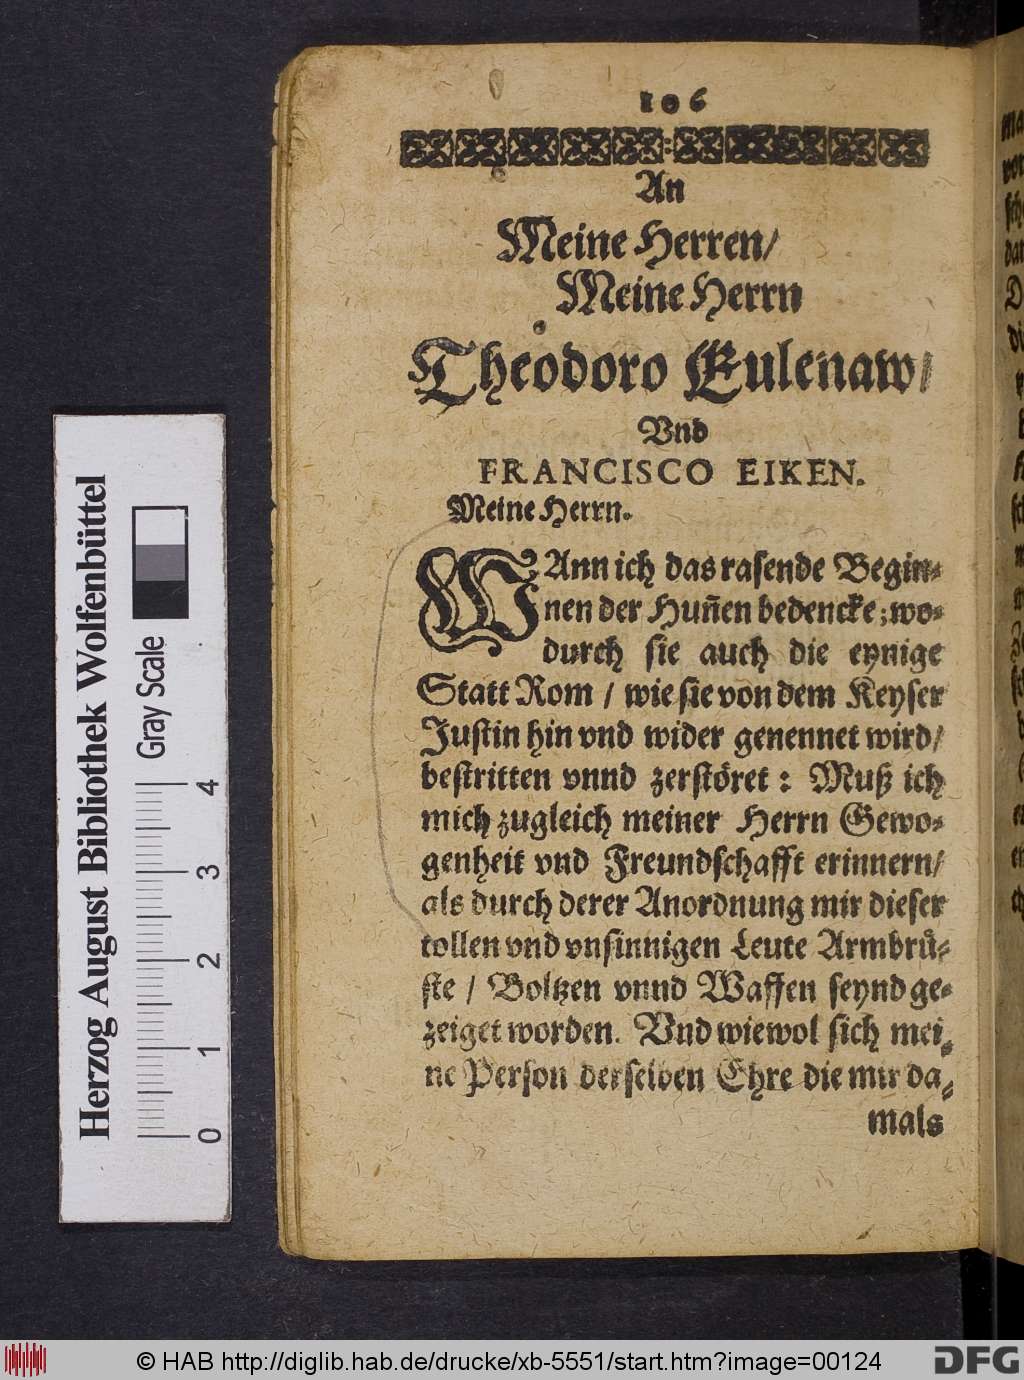 106
An
Meine Herren/
Meine Herrn
Theodoro Eulenaw/
Vnd
FRANCISCO EIKEN.
Meine Herrn.
WAnn ich das rasende Begin-
nen der Huñen bedencke; wo-
durch sie auch die eynige
Statt Rom / wie sie von dem Keyser
Justin hin vnd wider genennet wird/
bestritten vnnd zerstöret: Muß ich
mich zugleich meiner Herrn Gewo-
genheit vnd Freundschafft erinnern/
als durch derer Anordnung mir dieser
tollen vnd vnsinnigen Leute Armbrů-
ste / Boltzen vnnd Waffen seynd ge-
zeiget worden. Vnd wiewol sich mei-
ne Person derselben Ehre die mir da-
mals
Herzog August Bibliothek Wolfenbüttel
Gray Scale
0 1 2 3 4
© HAB http://diglib.hab.de/drucke/xb-5551/start.htm?image=00124
DFG